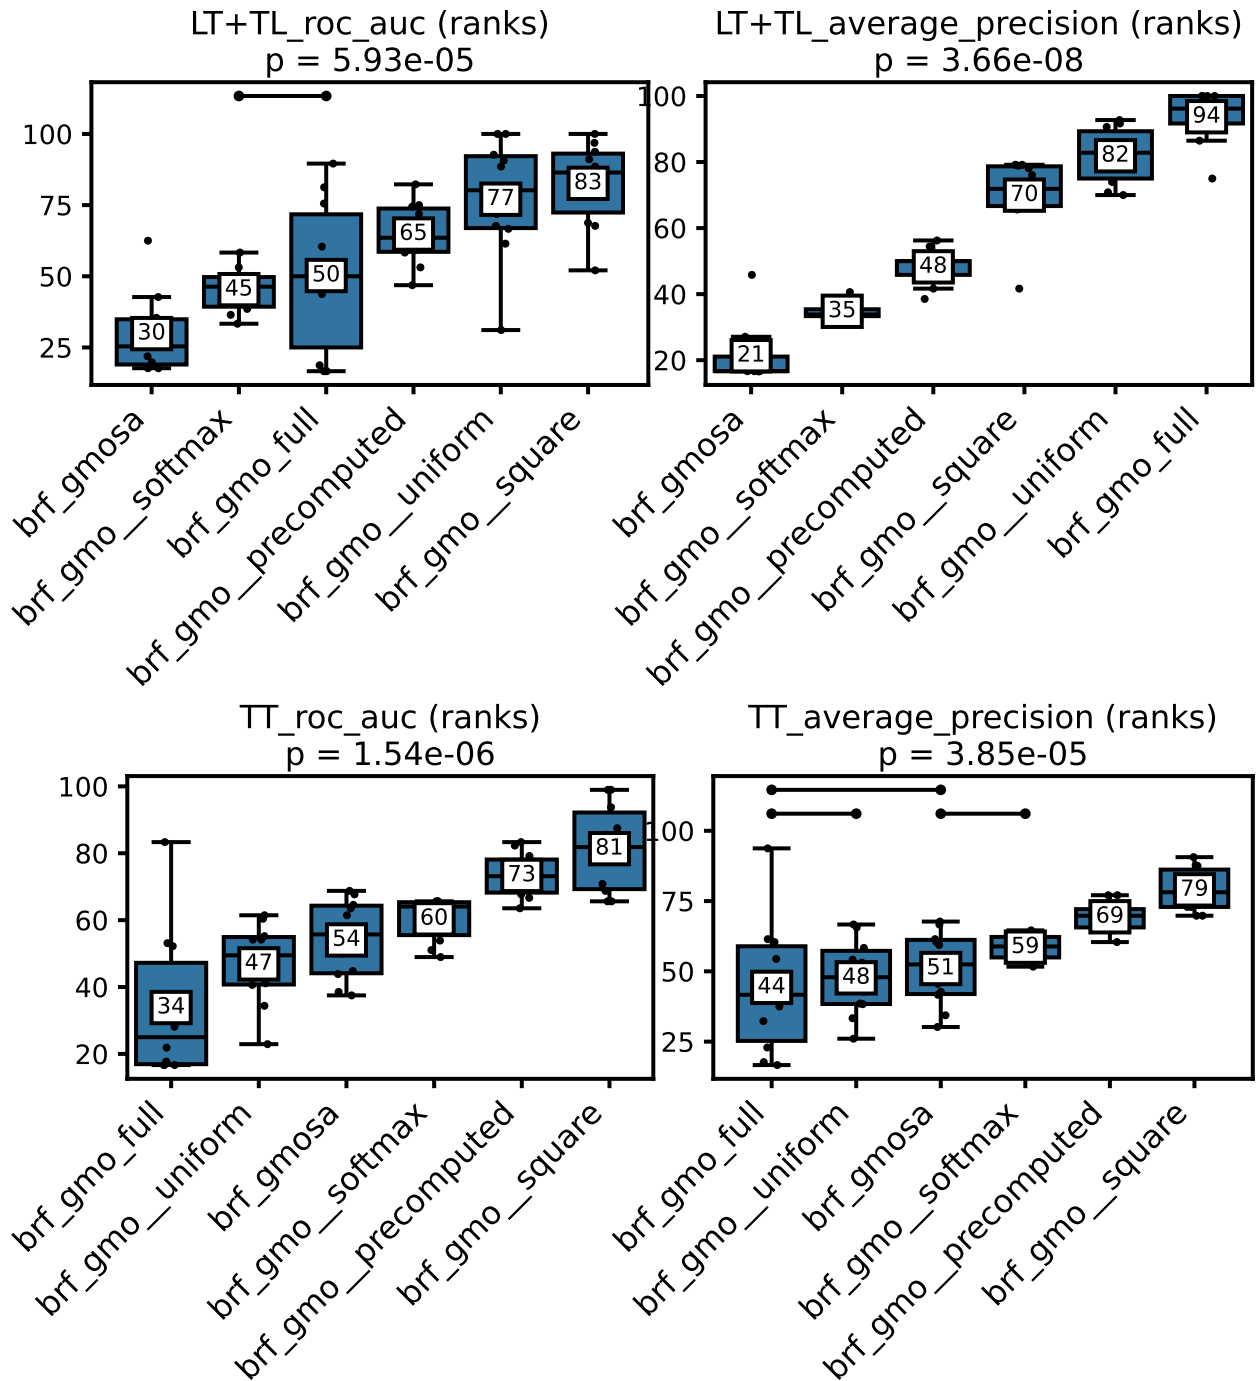 LT+TL_roc_auc (ranks)
p = 5.93e-05
100
75
50
25
30
45
50
65
77
83
brf_gmosa
brf_gmo__softmax
brf_gmo_full
brf_gmo__precomputed
brf_gmo__uniform
brf_gmo__square
LT+TL_average_precision (ranks)
p = 3.66e-08
100
80
60
40
20
21
35
48
70
82
94
brf_gmosa
brf_gmo__softmax
brf_gmo__precomputed
brf_gmo__square
brf_gmo__uniform
brf_gmo_full
TT_roc_auc (ranks)
p = 1.54e-06
100
80
60
40
20
34
47
54
60
73
81
brf_gmo_full
brf_gmo__uniform
brf_gmosa
brf_gmo__softmax
brf_gmo__precomputed
brf_gmo__square
TT_average_precision (ranks)
p = 3.85e-05
100
75
50
25
44
48
51
59
69
79
brf_gmo_full
brf_gmo__uniform
brf_gmosa
brf_gmo__softmax
brf_gmo__precomputed
brf_gmo__square